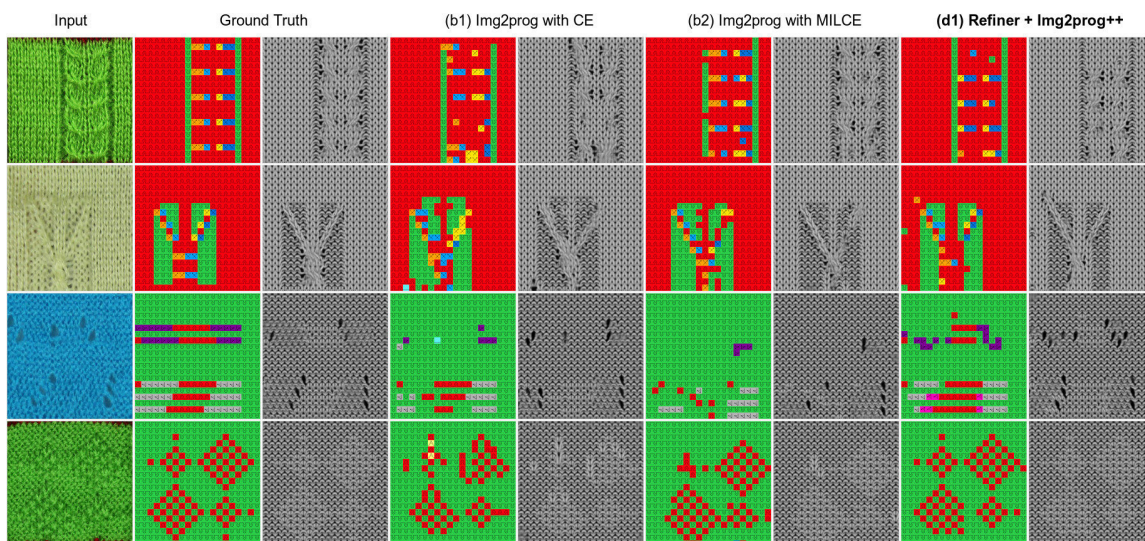 Input Ground Truth (b1) Img2prog with CE (b2) Img2prog with MILCE (d1) Refiner + Img2prog++